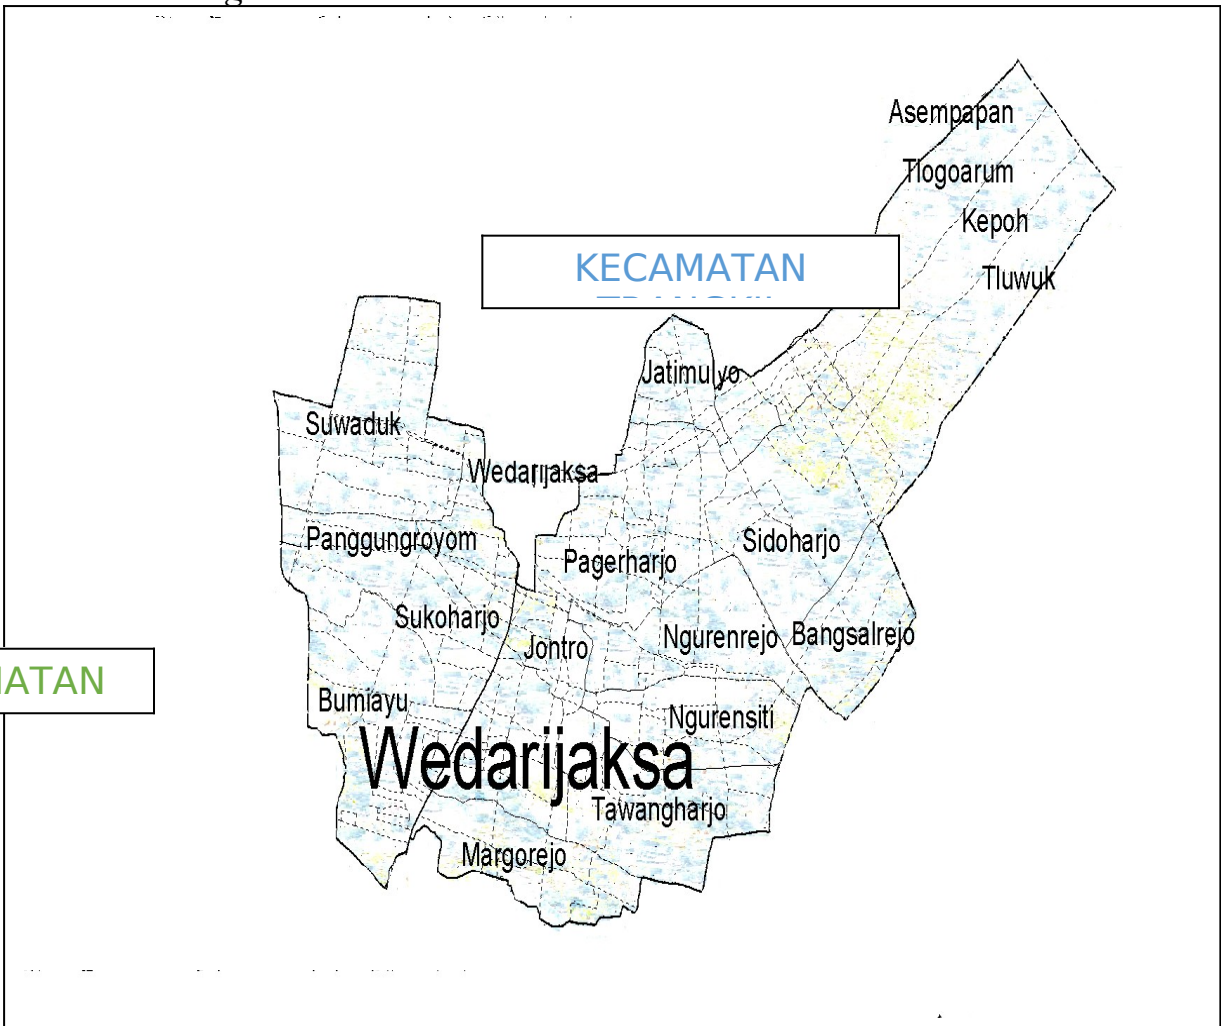 Asempapan
Tlogoarum
Kepoh
KECAMATAN
Tluwuk
Jatimulyo
Suwaduk
Wedarijaksa
Panggungroyom
Sidoharjo
Pagerharjo
Sukoharjo
Ngurenrejo
Bangsalrejo
Jontro
ATAN
Bumiayu
Ngurensiti
Wedarijaksa
Tawangharjo
Margorejo